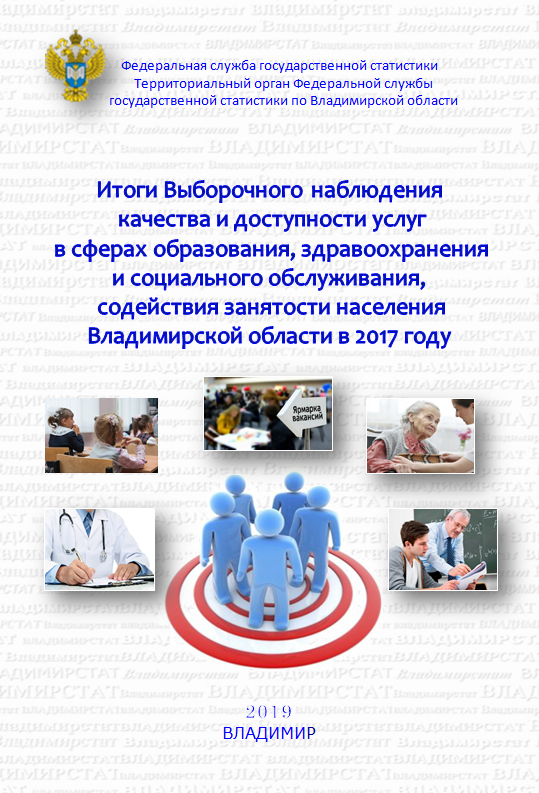 Федеральная служба государственной статистики
Территориальный орган Федеральной службы
государственной статистики по Владимирской области
Итоги Выборочного наблюдения
качества и доступности услуг
в сферах образования, здравоохранения
и социального обслуживания,
содействия занятости населения
Владимирской области в 2017 году
Ярмарка
вакансий
2019
ВЛАДИМИР